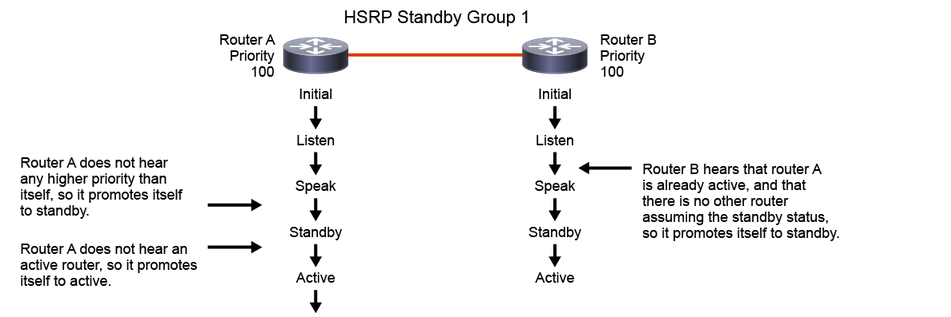 HSRP Standby Group 1
Router A
Priority
100
Router B
Priority
100
Initial
Listen
Speak
Standby
Active
Router A does not hear
any higher priority than
itself, so it promotes itself
to standby.
Router A does not hear an
active router, so it promotes
itself to active.
Initial
Listen
Speak
Standby
Active
Router B hears that router A
is already active, and that
there is no other router
assuming the standby status,
so it promotes itself to standby.